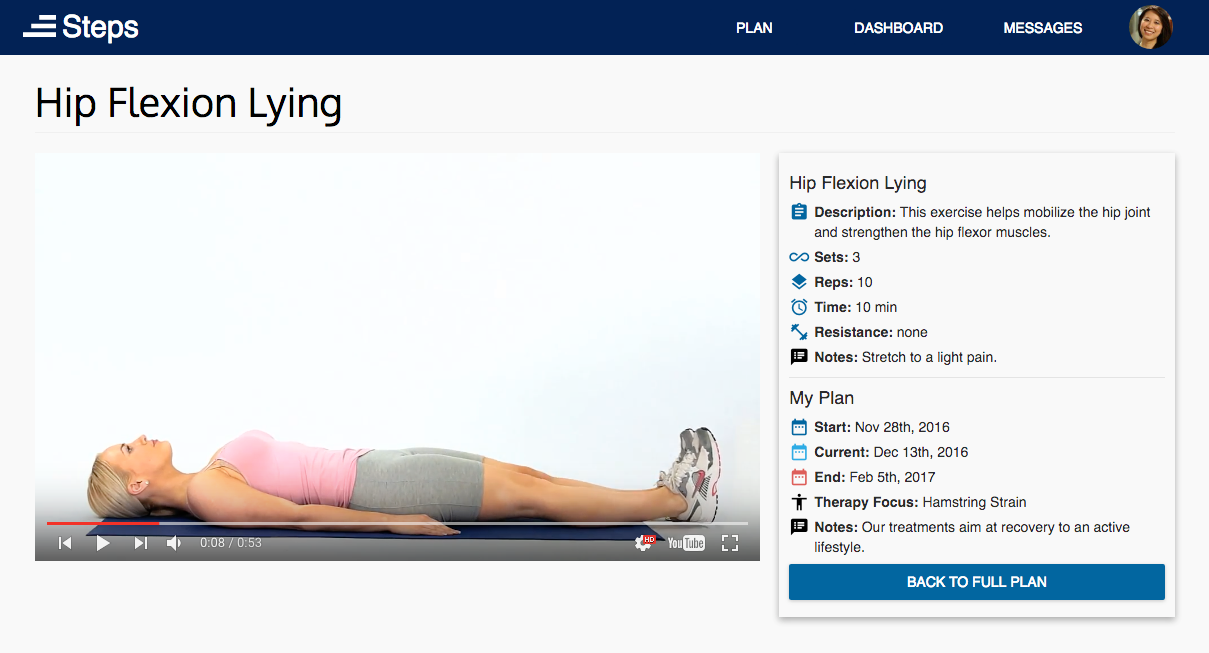 Steps
PLAN
DASHBOARD
MESSAGES
Hip Flexion Lying
0:08 / 0:53
HD
YouTube
Hip Flexion Lying
Description: This exercise helps mobilize the hip joint
and strengthen the hip flexor muscles.
Sets: 3
Reps: 10
Time: 10 min
Resistance: none
Notes: Stretch to a light pain.
My Plan
Start: Nov 28th, 2016
Current: Dec 13th, 2016
End: Feb 5th, 2017
Therapy Focus: Hamstring Strain
Notes: Our treatments aim at recovery to an active
lifestyle.
BACK TO FULL PLAN